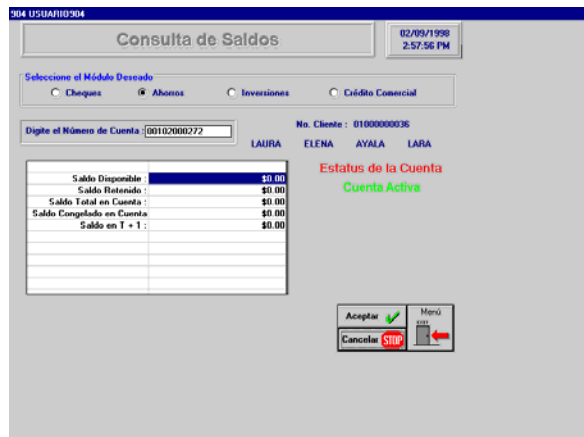 904 USUARIO904
Consulta de Saldos
02/09/1998
2:57:56 PM
Seleccione el Módulo Deseado
Cheques Ahorros Inversiones Crédito Comercial
Digite el Número de Cuenta : 00102000272
No. Cliente : 01000000036
LAURA ELENA AYALA LARA
Saldo Disponible : $0.00
Saldo Retenido : $0.00
Saldo Total en Cuenta : $0.00
Saldo Congelado en Cuenta $0.00
Saldo en T + 1 : $0.00
Estatus de la Cuenta
Cuenta Activa
Aceptar
Cancelar STOP
Menú
EXIT